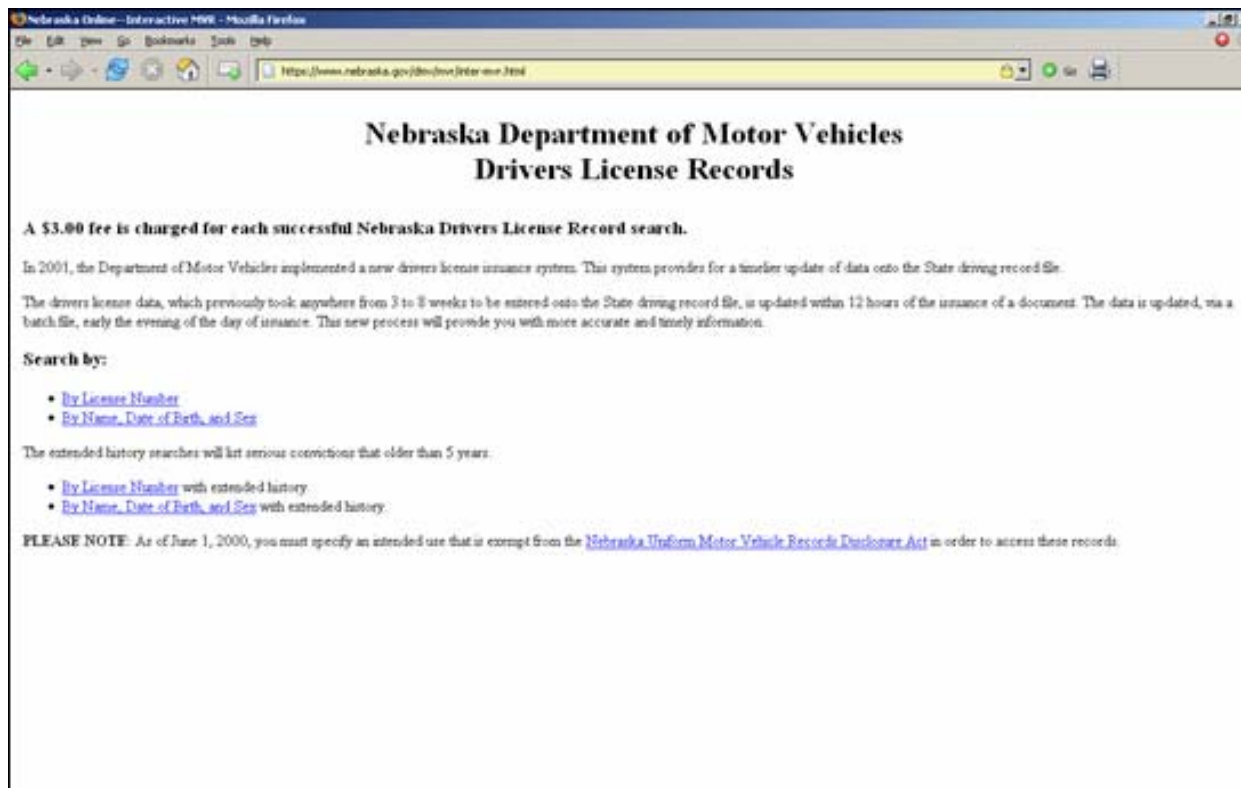 Nebraska Online--Interactive MVR - Mozilla Firefox
File Edit View Go Bookmarks Tools Help
Go
Nebraska Department of Motor Vehicles
Drivers License Records
A $3.00 fee is charged for each successful Nebraska Drivers License Record search.
In 2001, the Department of Motor Vehicles implemented a new drivers license issuance system. This system provides for a timelier update of data onto the State driving record file.
The drivers license data, which previously took anywhere from 3 to 8 weeks to be entered onto the State driving record file, is updated within 12 hours of the issuance of a document. The data is updated, via a
batch file, early the evening of the day of issuance. This new process will provide you with more accurate and timely information.
Search by:
• By License Number
• By Name, Date of Birth, and Sex
The extended history searches will list serious convictions that older than 5 years.
• By License Number with extended history
• By Name, Date of Birth, and Sex with extended history
PLEASE NOTE: As of June 1, 2000, you must specify an intended use that is exempt from the Nebraska Uniform Motor Vehicle Records Disclosure Act in order to access these records.